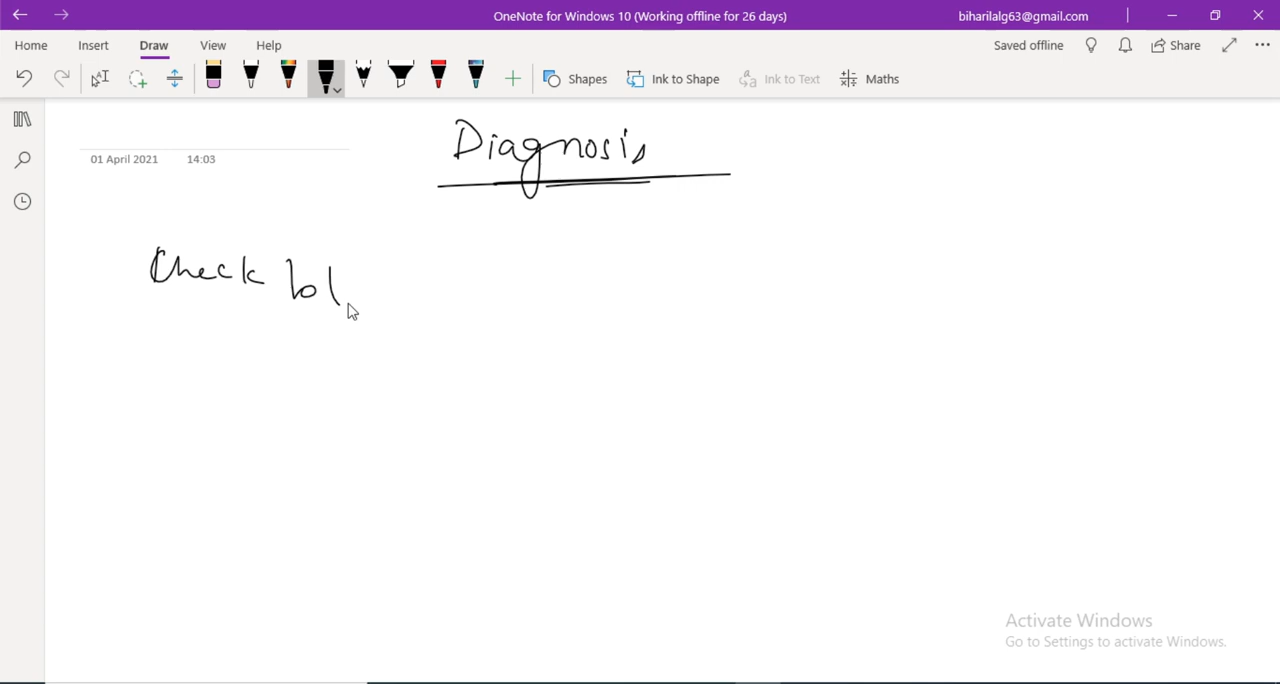 OneNote for Windows 10 (Working offline for 26 days)
biharilalg63@gmail.com
Home Insert Draw View Help
Saved offline Share
Shapes Ink to Shape Ink to Text Maths
Diagnosis
01 April 2021 14:03
Check bl
Activate Windows
Go to Settings to activate Windows.